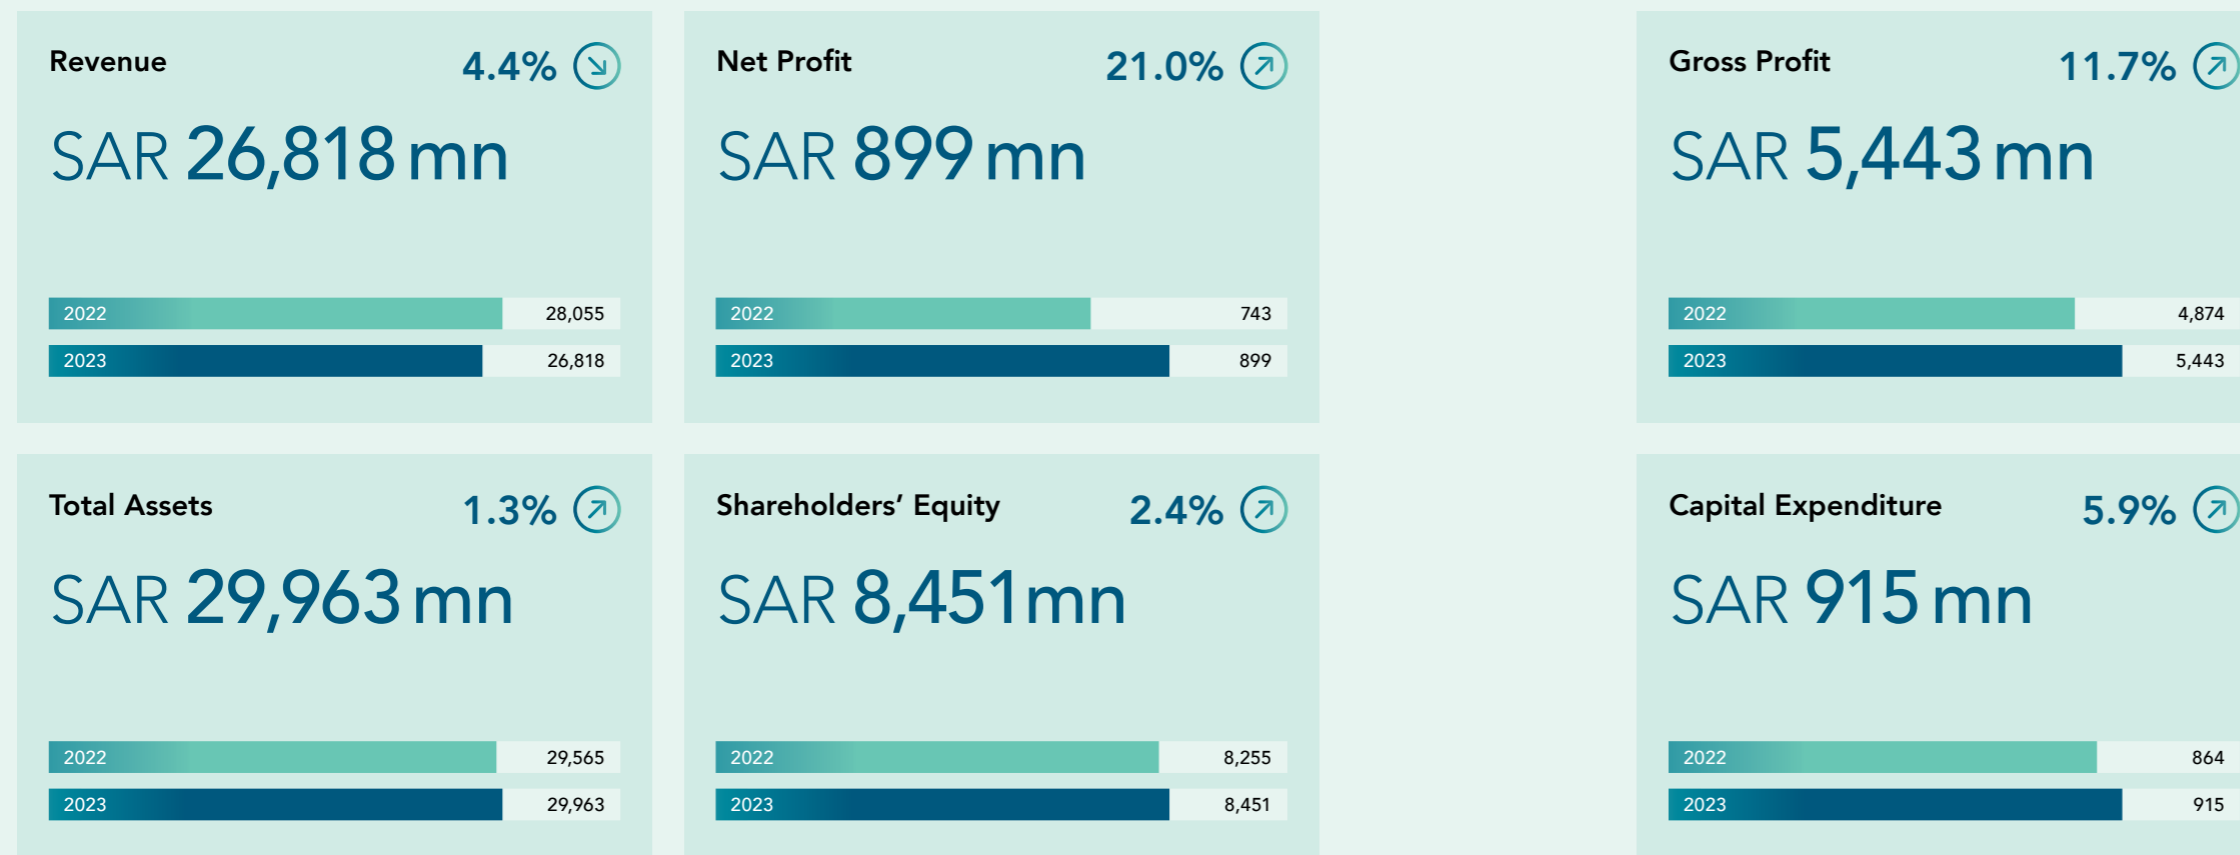 Revenue
4.4%
SAR 26,818 mn
2022 28,055
2023 26,818
Net Profit
21.0%
SAR 899 mn
2022 743
2023 899
Gross Profit
11.7%
SAR 5,443 mn
2022 4,874
2023 5,443
Total Assets
1.3%
SAR 29,963 mn
2022 29,565
2023 29,963
Shareholders’ Equity
2.4%
SAR 8,451 mn
2022 8,255
2023 8,451
Capital Expenditure
5.9%
SAR 915 mn
2022 864
2023 915